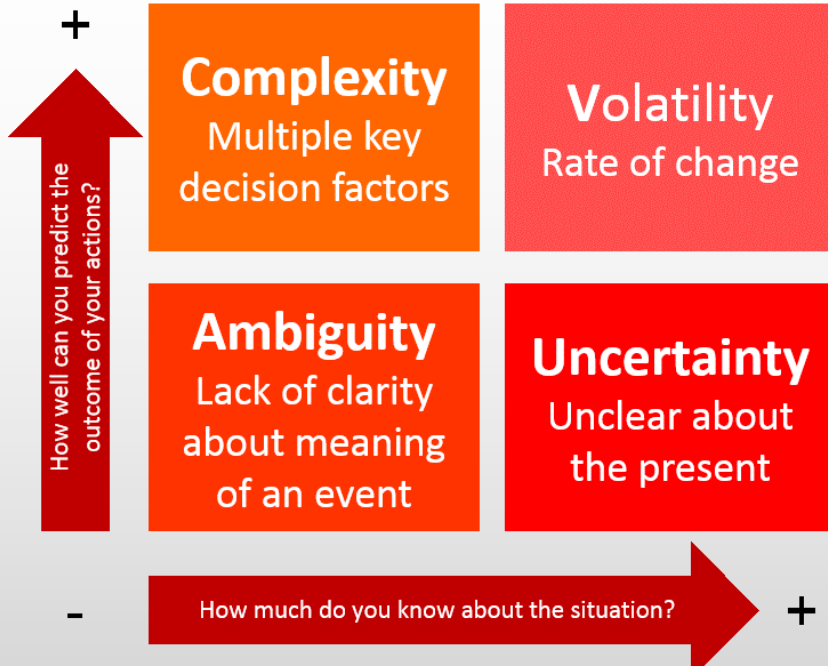 +
Complexity
Multiple key
decision factors
Volatility
Rate of change
How well can you predict the
outcome of your actions?
Ambiguity
Lack of clarity
about meaning
of an event
Uncertainty
Unclear about
the present
-
How much do you know about the situation?
+